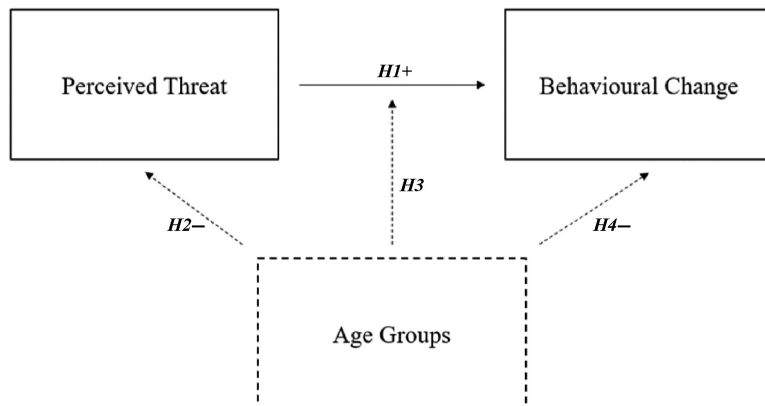 H1+
Perceived Threat
Behavioural Change
H3
H2–
H4–
Age Groups